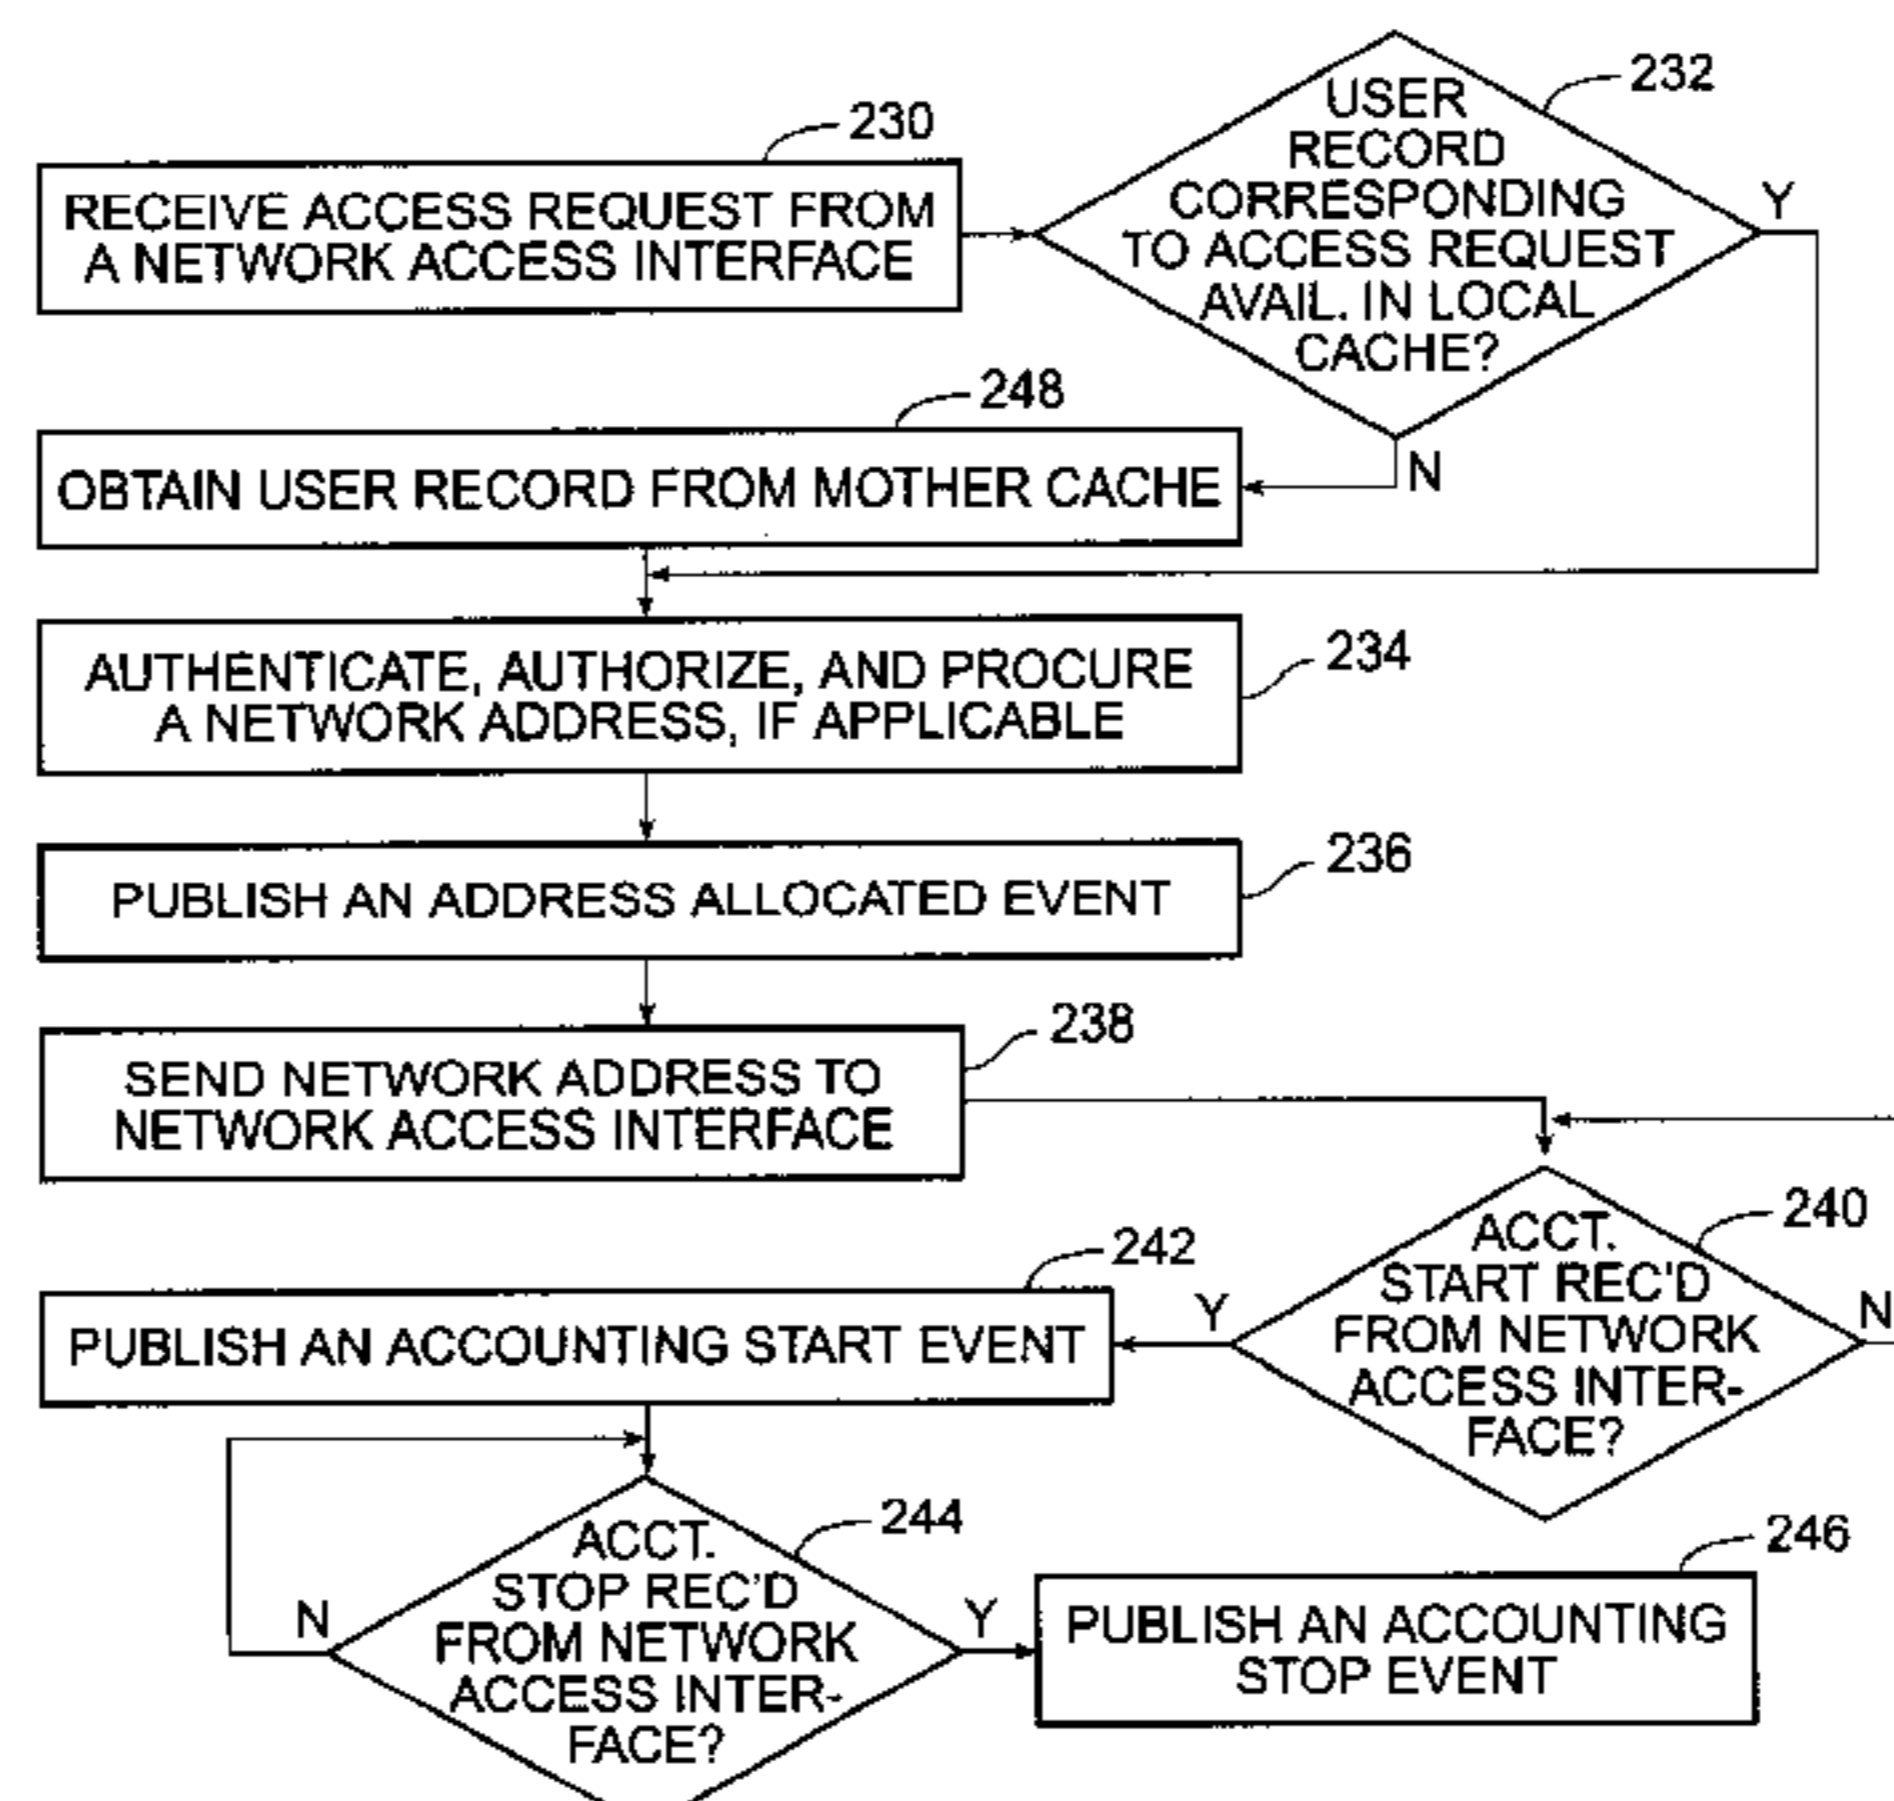 230
RECEIVE ACCESS REQUEST FROM
A NETWORK ACCESS INTERFACE
232
USER
RECORD
CORRESPONDING
TO ACCESS REQUEST
AVAIL. IN LOCAL
CACHE?
Y
N
248
OBTAIN USER RECORD FROM MOTHER CACHE
234
AUTHENTICATE, AUTHORIZE, AND PROCURE
A NETWORK ADDRESS, IF APPLICABLE
236
PUBLISH AN ADDRESS ALLOCATED EVENT
238
SEND NETWORK ADDRESS TO
NETWORK ACCESS INTERFACE
240
ACCT.
START REC'D
FROM NETWORK
ACCESS INTER-
FACE?
Y
N
242
PUBLISH AN ACCOUNTING START EVENT
244
ACCT.
STOP REC'D
FROM NETWORK
ACCESS INTER-
FACE?
N
Y
246
PUBLISH AN ACCOUNTING
STOP EVENT